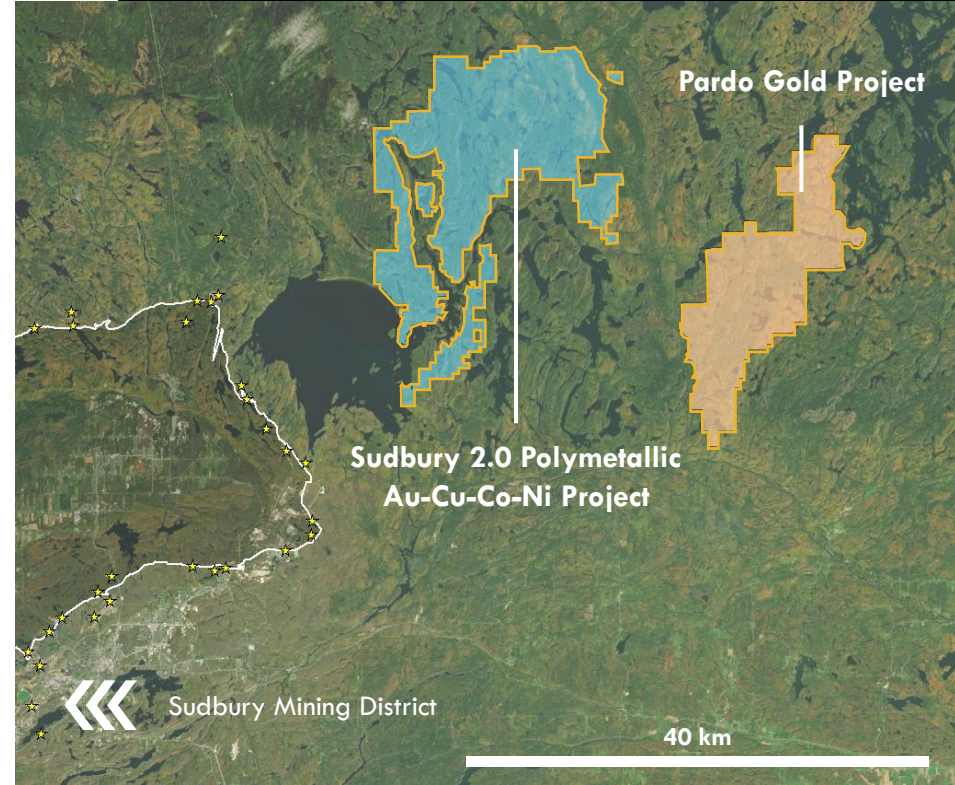 Pardo Gold Project
Sudbury 2.0 Polymetallic
Au-Cu-Co-Ni Project
Sudbury Mining District
40 km